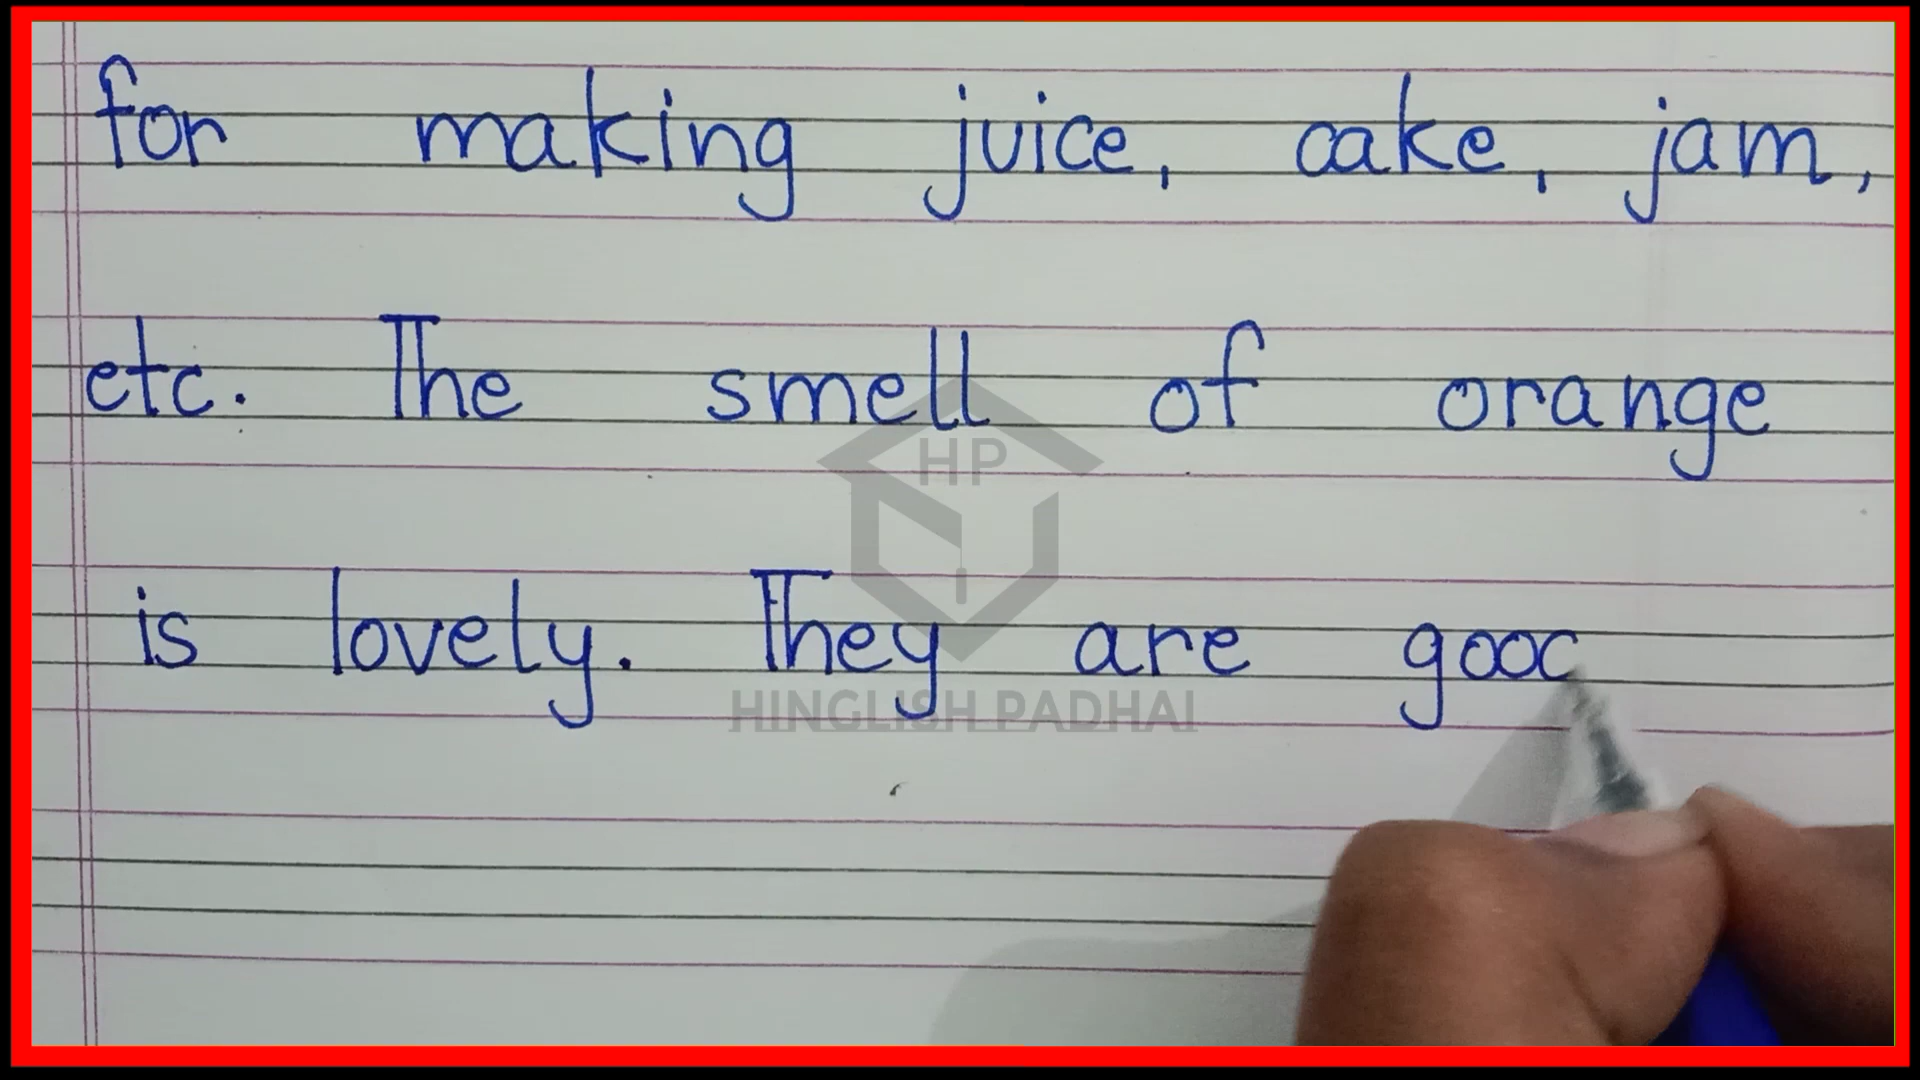 for making juice, cake, jam,
etc. The smell of orange
HP
is lovely. They are gooc
HINGLISH PADHAI